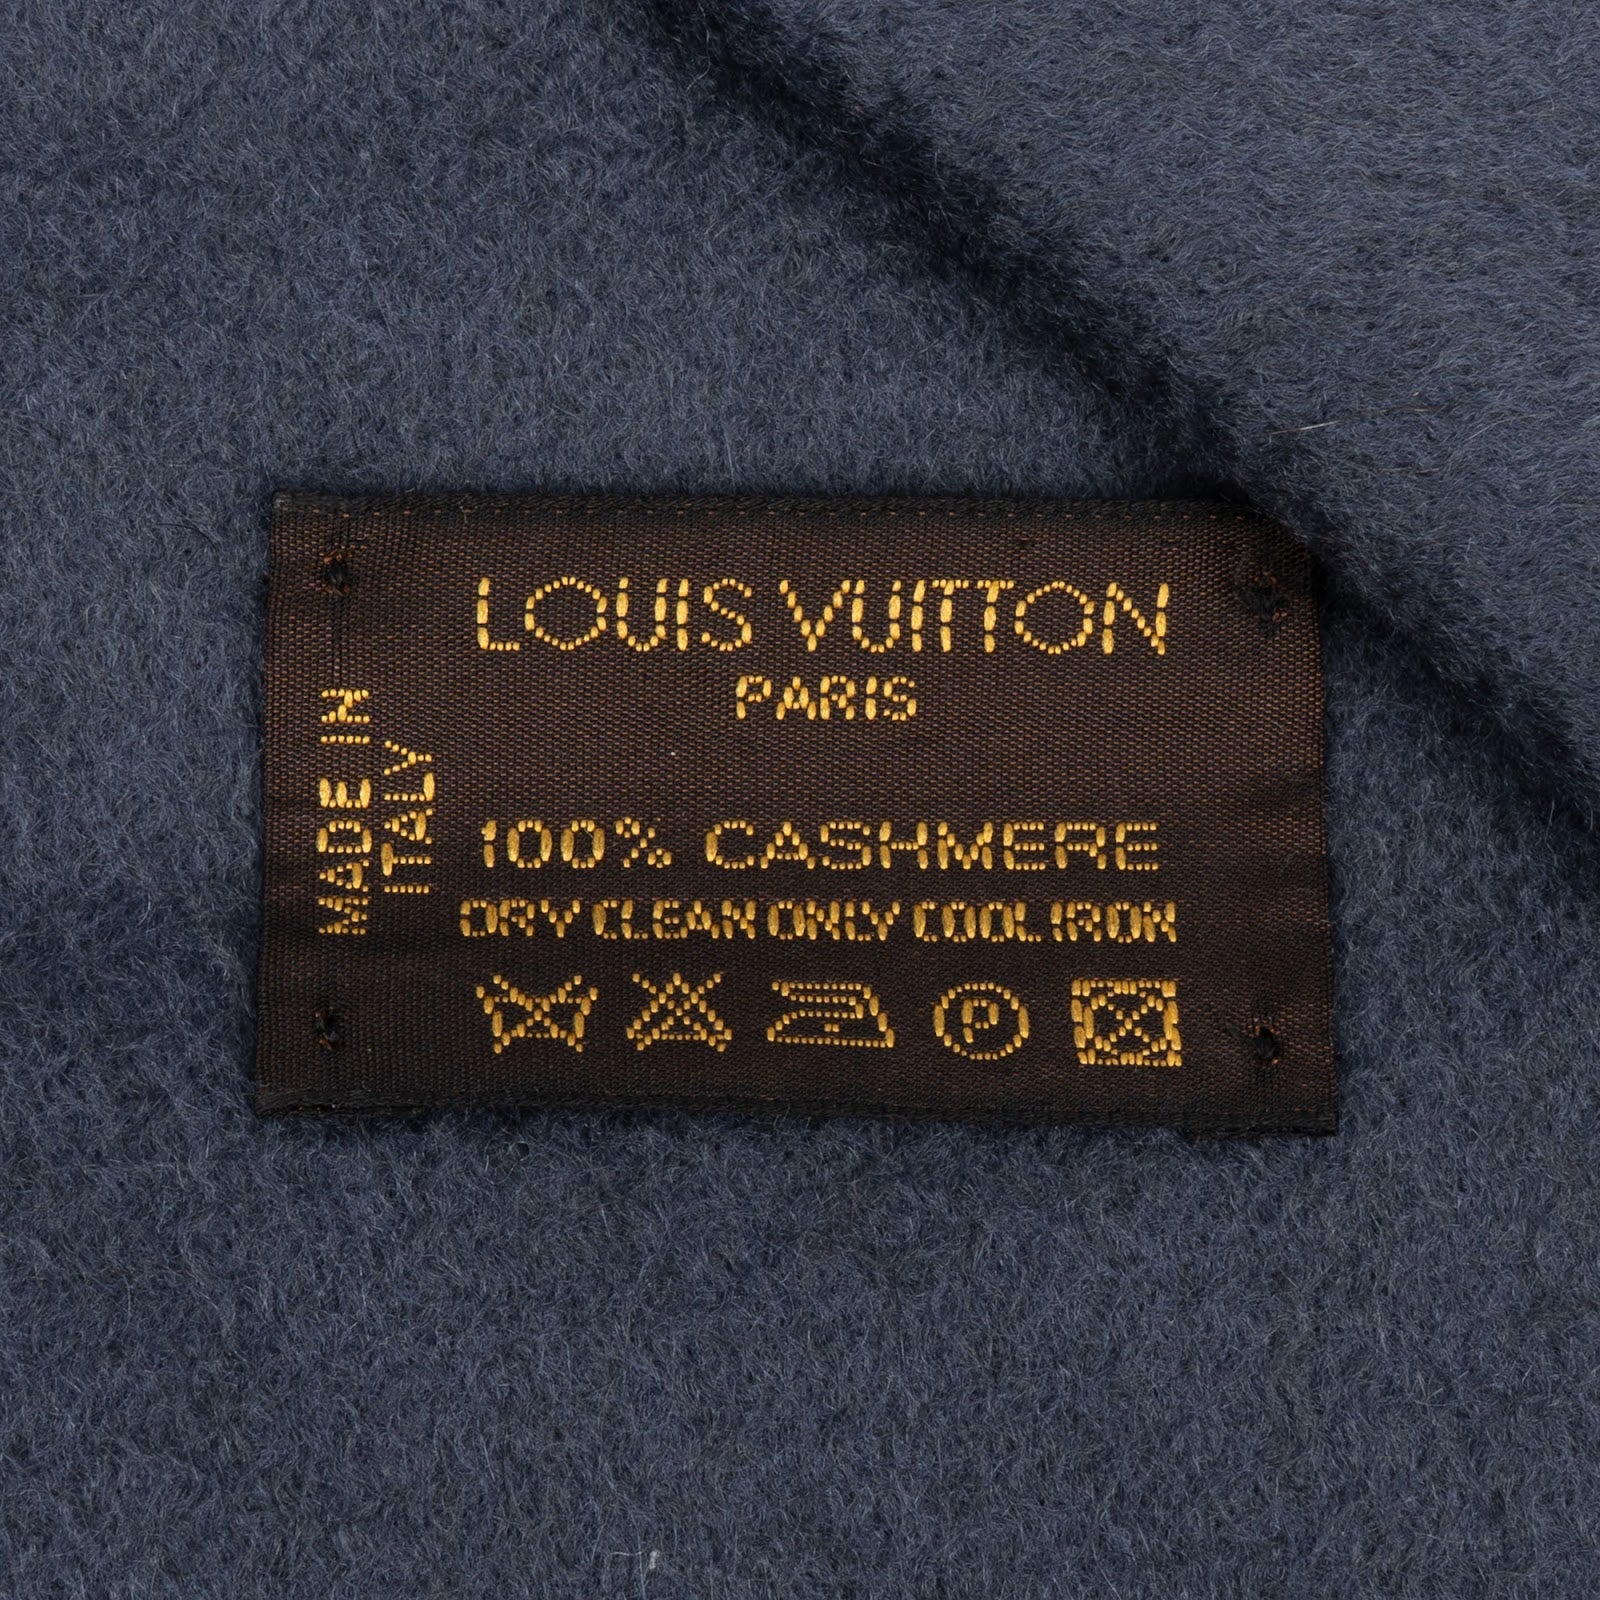 LOUIS VUITTON
PARIS
MADE IN
ITALY
100% CASHMERE
DRY CLEAN ONLY COOL IRON
P